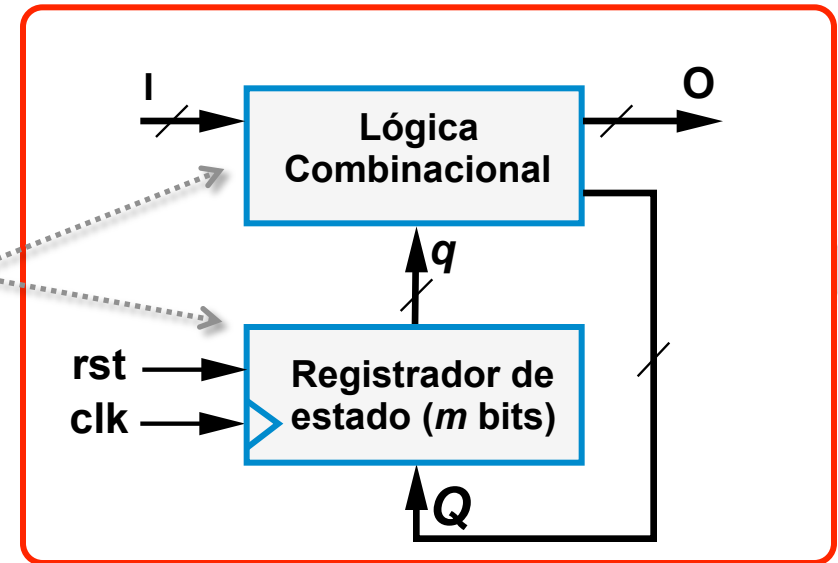 I
O
Lógica
Combinacional
q
rst
clk
Registrador de
estado (m bits)
Q